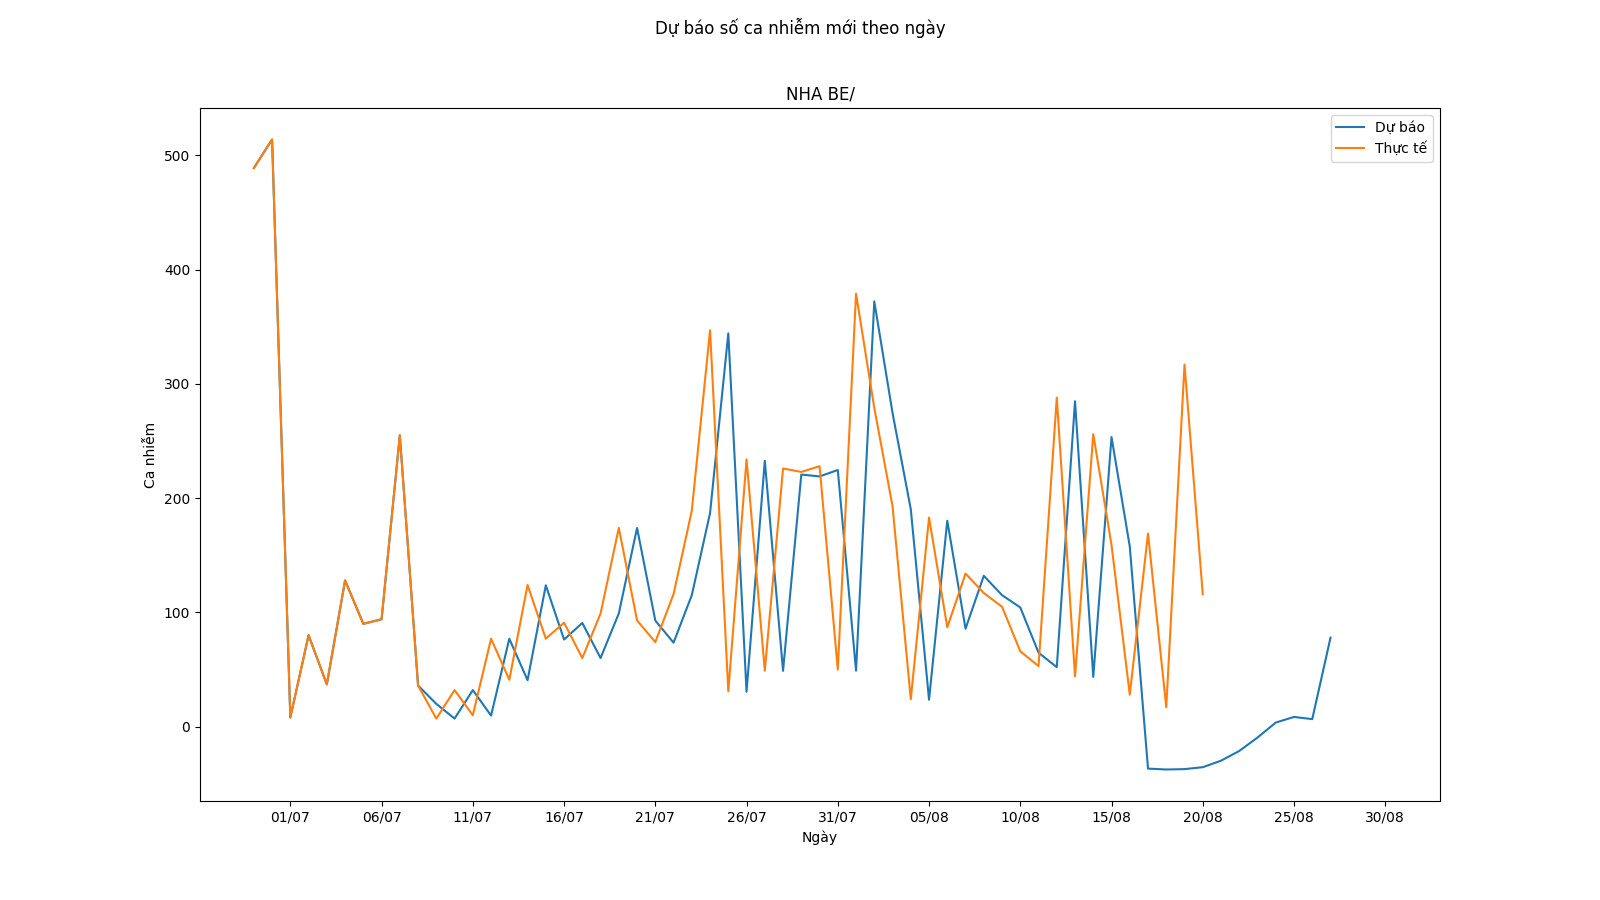 Dự báo số ca nhiễm mới theo ngày
NHA BE/
Dự báo
Thực tế
500
400
300
200
100
0
Ca nhiễm
01/07 06/07 11/07 16/07 21/07 26/07 31/07 05/08 10/08 15/08 20/08 25/08 30/08
Ngày